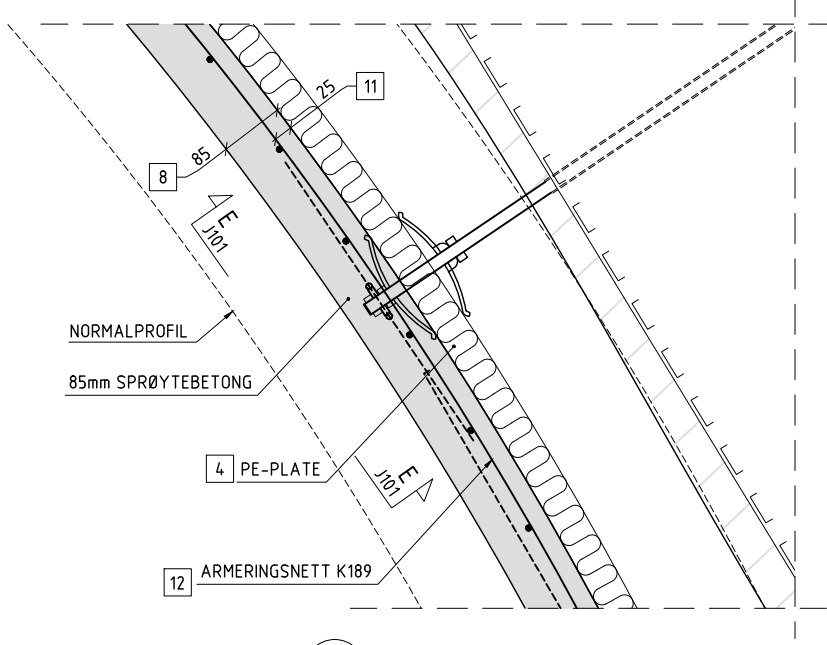 25
11
85
8
E
J101
NORMALPROFIL
85mm SPRØYTEBETONG
E
J101
4 PE-PLATE
12 ARMERINGSNETT K189